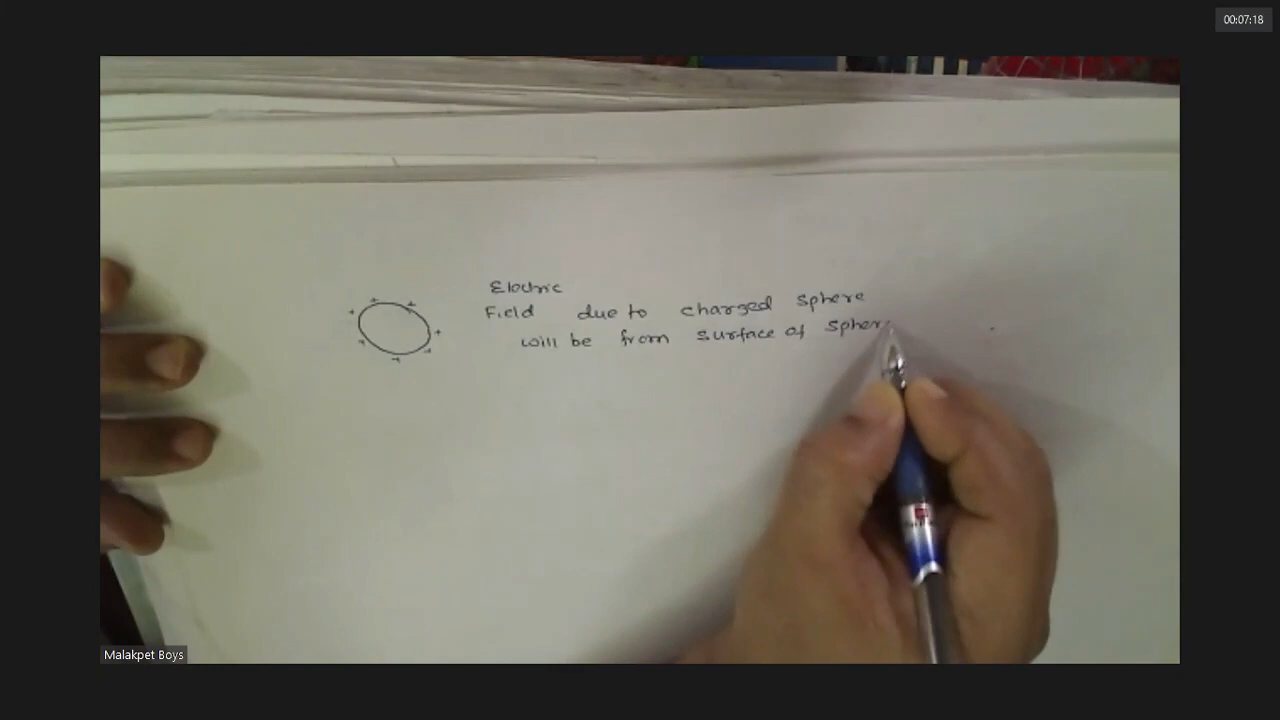 00:07:18
Electric
Field due to charged sphere
will be from surface of spher
Malakpet Boys